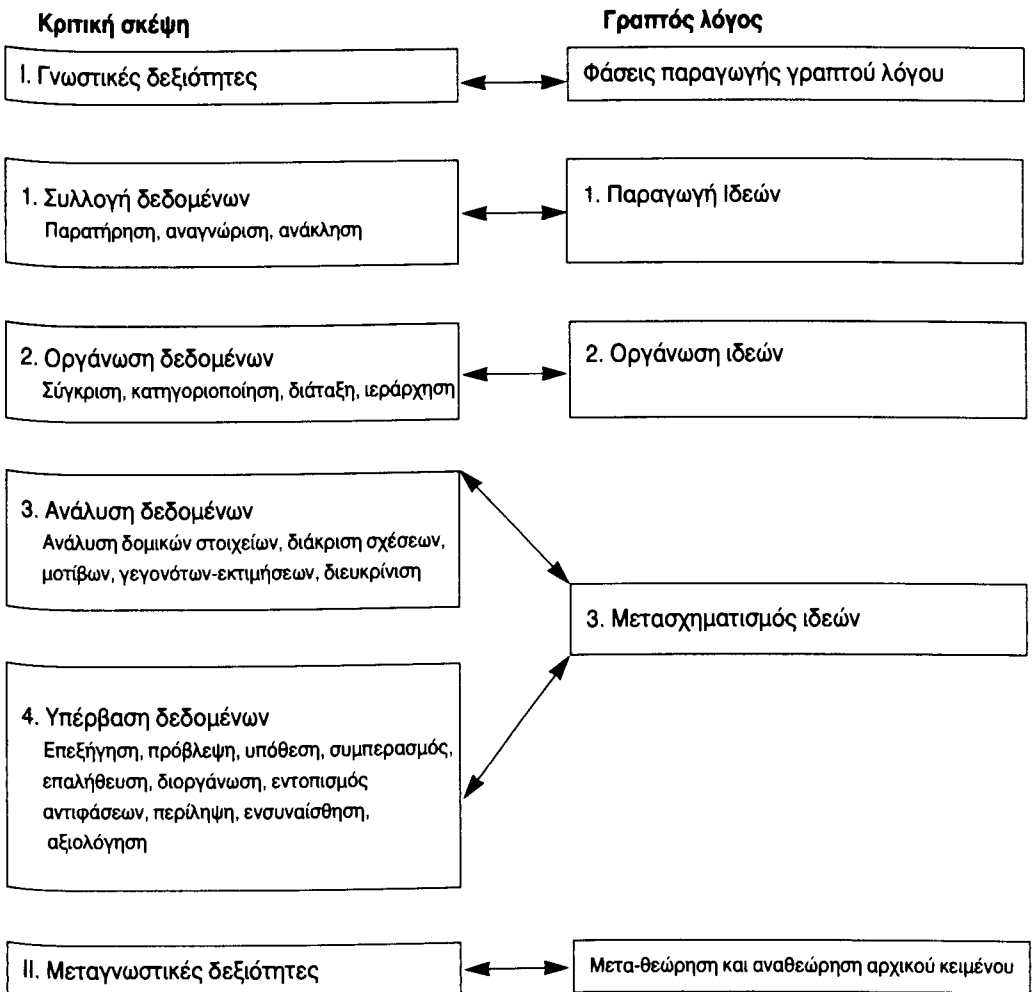 Κριτική σκέψη
Γραπτός λόγος
I. Γνωστικές δεξιότητες
Φάσεις παραγωγής γραπτού λόγου
1. Συλλογή δεδομένων
Παρατήρηση, αναγνώριση, ανάκληση
1. Παραγωγή Ιδεών
2. Οργάνωση δεδομένων
Σύγκριση, κατηγοριοποίηση, διάταξη, ιεράρχηση
2. Οργάνωση ιδεών
3. Ανάλυση δεδομένων
Ανάλυση δομικών στοιχείων, διάκριση σχέσεων,
μοτίβων, γεγονότων-εκτιμήσεων, διευκρίνιση
3. Μετασχηματισμός ιδεών
4. Υπέρβαση δεδομένων
Επεξήγηση, πρόβλεψη, υπόθεση, συμπερασμός,
επαλήθευση, διοργάνωση, εντοπισμός
αντιφάσεων, περίληψη, ενσυναίσθηση,
αξιολόγηση
II. Μεταγνωστικές δεξιότητες
Μετα-θεώρηση και αναθεώρηση αρχικού κειμένου